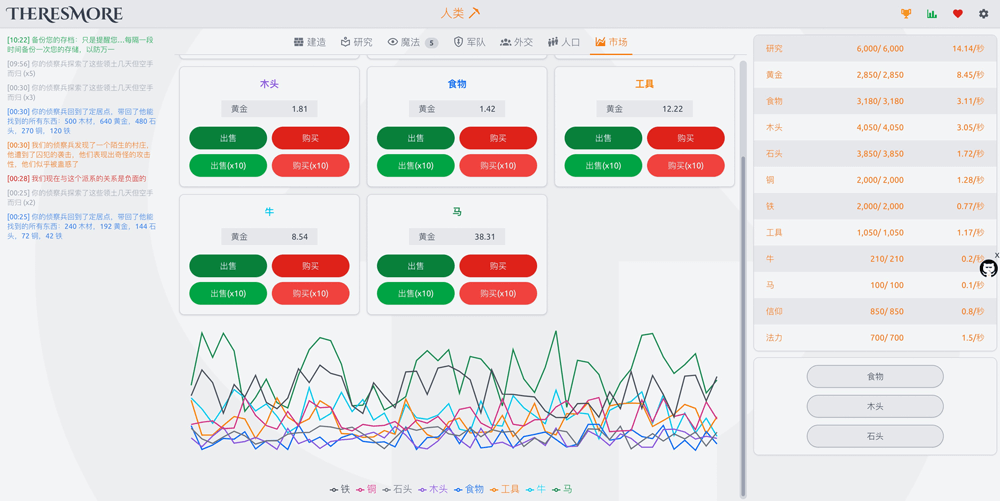 THERESMORE
人类
[10:22] 备份您的存档！只是提醒您...每隔一段
时间备份一次您的存储，以防万一
[09:56] 你的侦察兵探索了这些领土几天但空手
而归 (x5)
[00:30] 你的侦察兵探索了这些领土几天但空手
而归 (x3)
[00:30] 你的侦察兵回到了定居点，带回了他能
找到的所有东西：500 木材，640 黄金，480 石
头，270 铜，120 铁
[00:30] 我们的侦察兵发现了一个陌生的村庄，
他遭到了囚犯的袭击，他们表现出奇怪的攻击
性，他们似乎被蛊惑了
[00:28] 我们现在与这个派系的关系是负面的
[00:25] 你的侦察兵探索了这些领土几天但空手
而归 (x2)
[00:25] 你的侦察兵回到了定居点，带回了他能
找到的所有东西：240 木材，192 黄金，144 石
头，72 铜，42 铁
建造 研究 魔法 5 军队 外交 人口 市场
木头 食物 工具
黄金 1.81 黄金 1.42 黄金 12.22
出售 购买 出售 购买 出售 购买
出售(x10) 购买(x10) 出售(x10) 购买(x10) 出售(x10) 购买(x10)
牛 马
黄金 8.54 黄金 38.31
出售 购买 出售 购买
出售(x10) 购买(x10) 出售(x10) 购买(x10)
铁 铜 石头 木头 食物 工具 牛 马
研究 6,000/ 6,000 14.14/秒
黄金 2,850/ 2,850 8.45/秒
食物 3,180/ 3,180 3.11/秒
木头 4,050/ 4,050 3.05/秒
石头 3,850/ 3,850 1.72/秒
铜 2,000/ 2,000 1.28/秒
铁 2,000/ 2,000 0.77/秒
工具 1,050/ 1,050 1.17/秒
牛 210/ 210 0.2/秒
马 100/ 100 0.1/秒
信仰 850/ 850 0.8/秒
法力 700/ 700 1.5/秒
x
食物
木头
石头